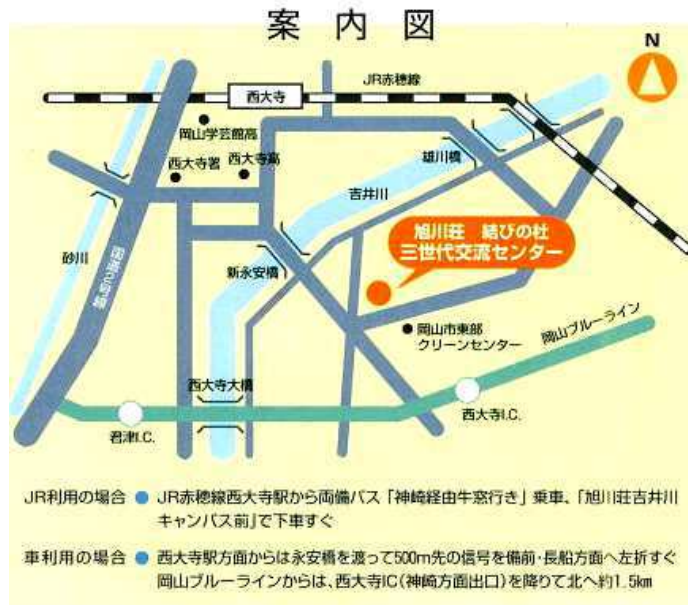 案内図
N
JR赤穂線
西大寺
岡山学芸館高
西大寺署
西大寺高
雄川橋
吉井川
旭川荘 結びの杜
三世代交流センター
砂川
国道2号線
新永安橋
岡山市東部
クリーンセンター
岡山ブルーライン
西大寺大橋
西大寺I.C.
君津I.C.
JR利用の場合 ● JR赤穂線西大寺駅から両備バス「神崎経由牛窓行き」乗車、「旭川荘吉井川
キャンパス前」で下車すぐ
車利用の場合 ● 西大寺駅方面からは永安橋を渡って500m先の信号を備前・長船方面へ左折すぐ
岡山ブルーラインからは、西大寺IC(神崎方面出口)を降りて北へ約1.5km